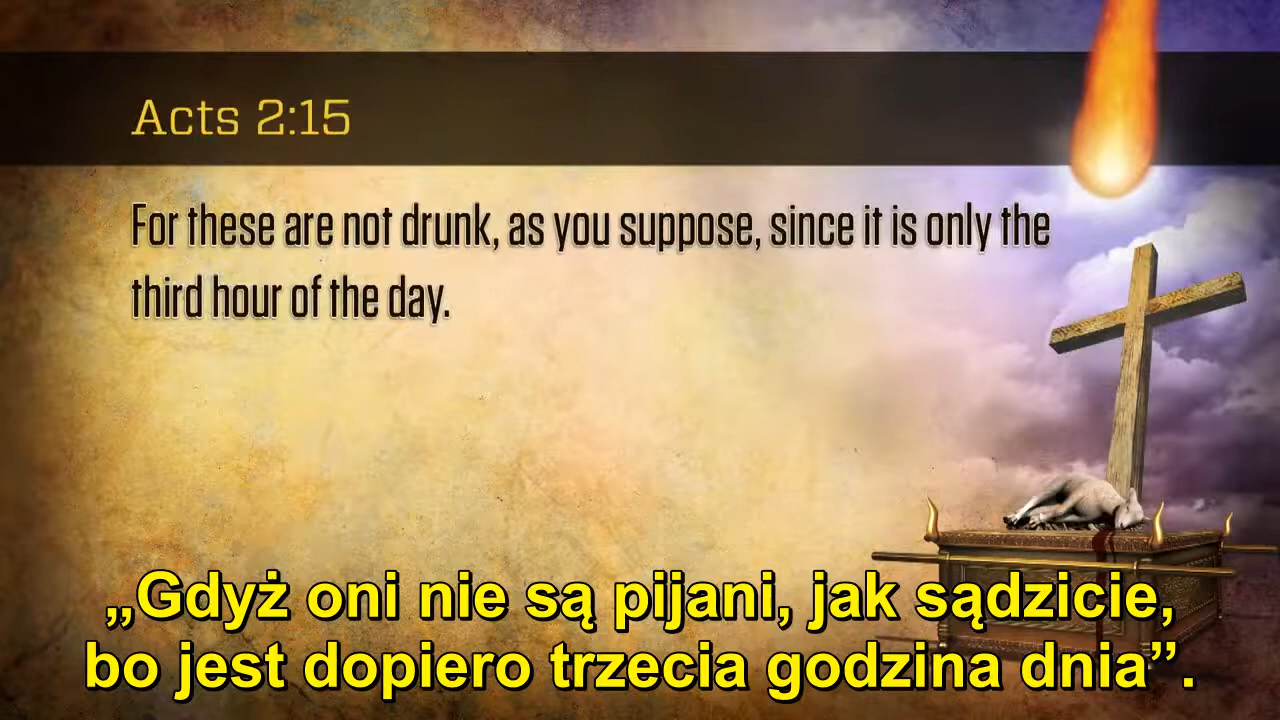 Acts 2:15
For these are not drunk, as you suppose, since it is only the
third hour of the day.
„Gdyż oni nie są pijani, jak sądzicie,
bo jest dopiero trzecia godzina dnia”.